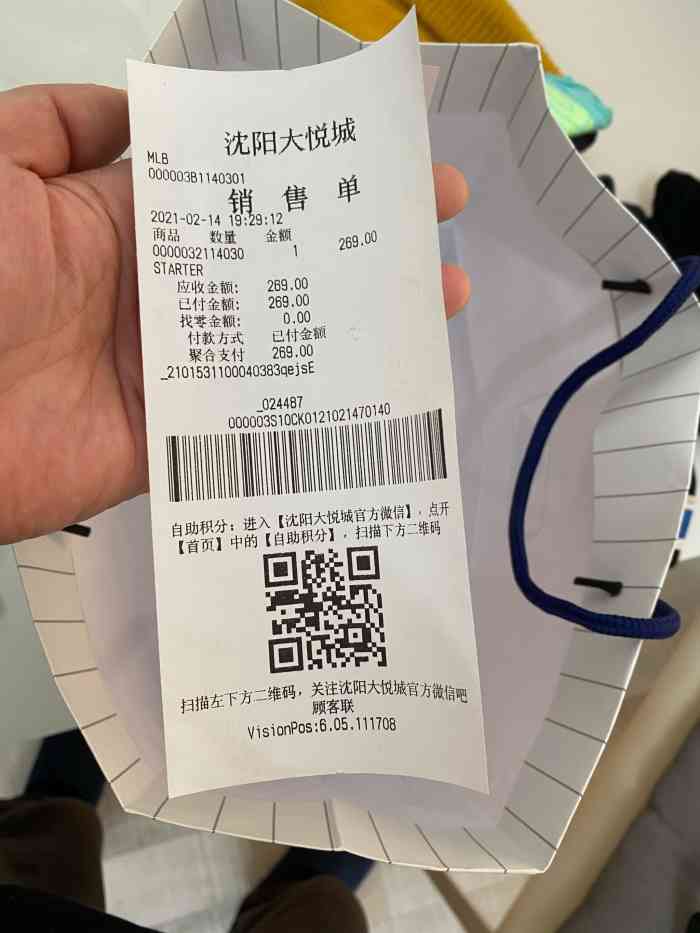 沈阳大悦城
MLB
000003B1140301
销售单
2021-02-14 19:29:12
商品 数量 金额
0000032114030 1 269.00
STARTER
应收金额: 269.00
已付金额: 269.00
找零金额: 0.00
付款方式 已付金额
聚合支付 269.00
_2101531100040383qejsE
_024487
000003S10CK0121021470140
自助积分：进入【沈阳大悦城官方微信】，点开
【首页】中的【自助积分】，扫描下方二维码
扫描左下方二维码，关注沈阳大悦城官方微信吧
顾客联
VisionPos:6.05.111708